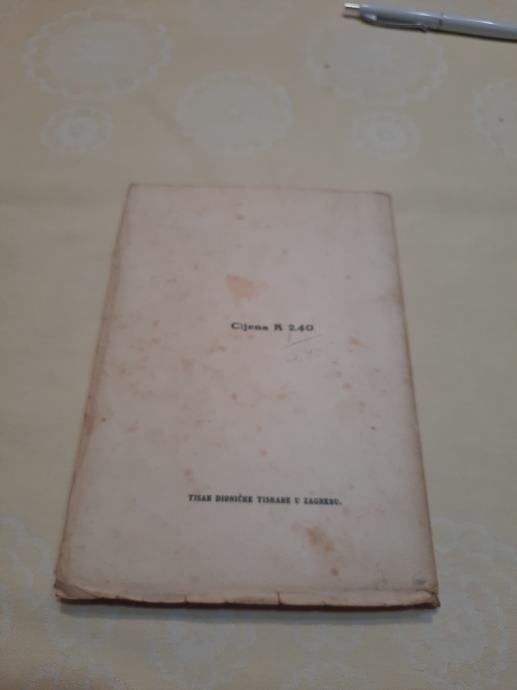 Cijena K 2.40
TISAK DIONIČKE TISKARE U ZAGREBU.